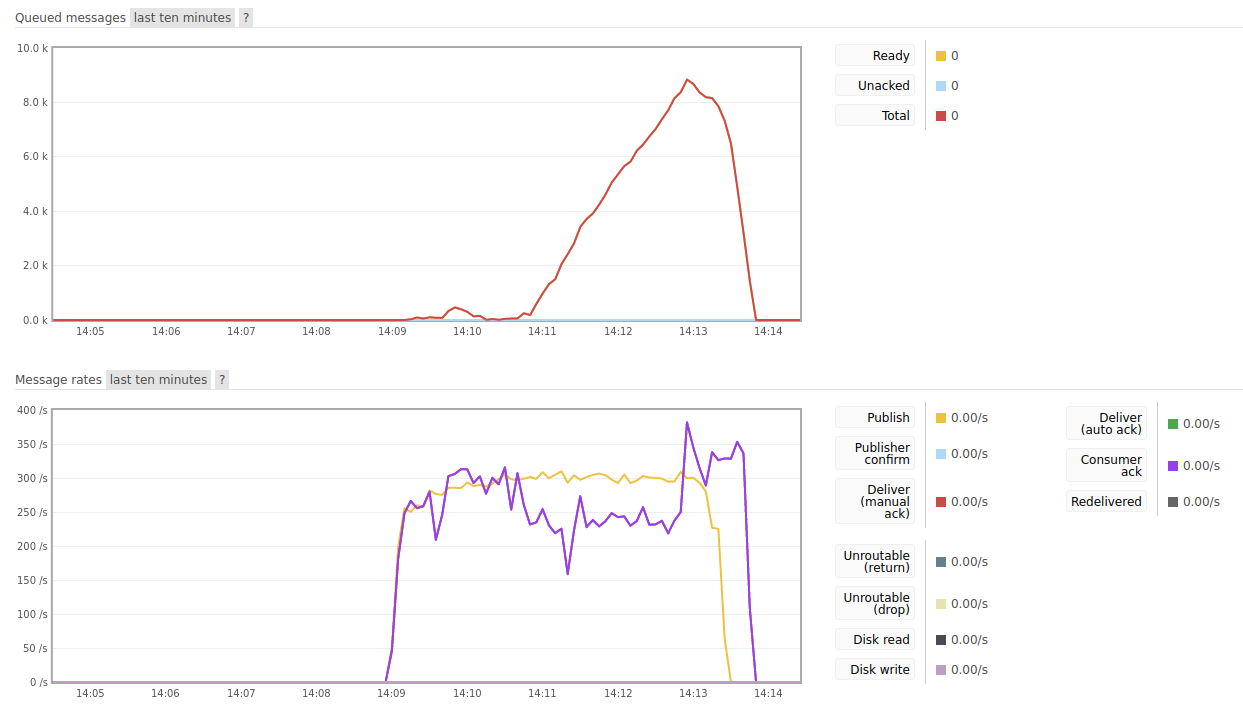 Queued messages last ten minutes ?
10.0 k
8.0 k
6.0 k
4.0 k
2.0 k
0.0 k
14:05 14:06 14:07 14:08 14:09 14:10 14:11 14:12 14:13 14:14
Ready 0
Unacked 0
Total 0
Message rates last ten minutes ?
400 /s
350 /s
300 /s
250 /s
200 /s
150 /s
100 /s
50 /s
0 /s
14:05 14:06 14:07 14:08 14:09 14:10 14:11 14:12 14:13 14:14
Publish 0.00/s
Publisher
confirm 0.00/s
Deliver
(manual
ack) 0.00/s
Unroutable
(return) 0.00/s
Unroutable
(drop) 0.00/s
Disk read 0.00/s
Disk write 0.00/s
Deliver
(auto ack) 0.00/s
Consumer
ack 0.00/s
Redelivered 0.00/s